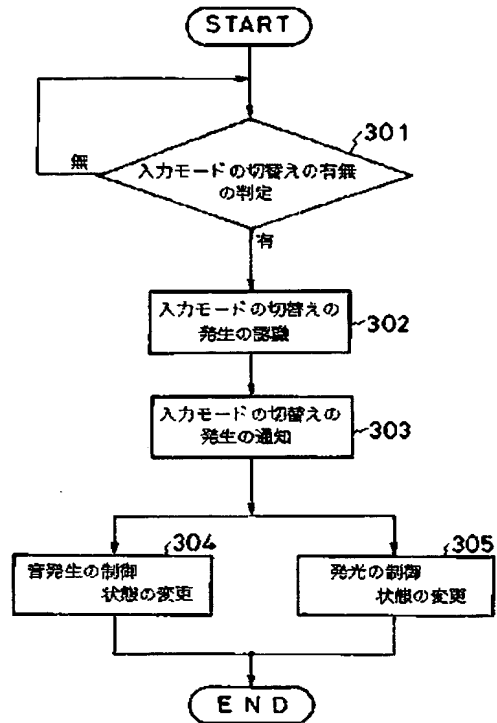 START
301
無
入力モードの切替えの有無
の判定
有
入力モードの切替えの
発生の認識
302
入力モードの切替えの
発生の通知
303
304
音発生の制御
状態の変更
305
発光の制御
状態の変更
END